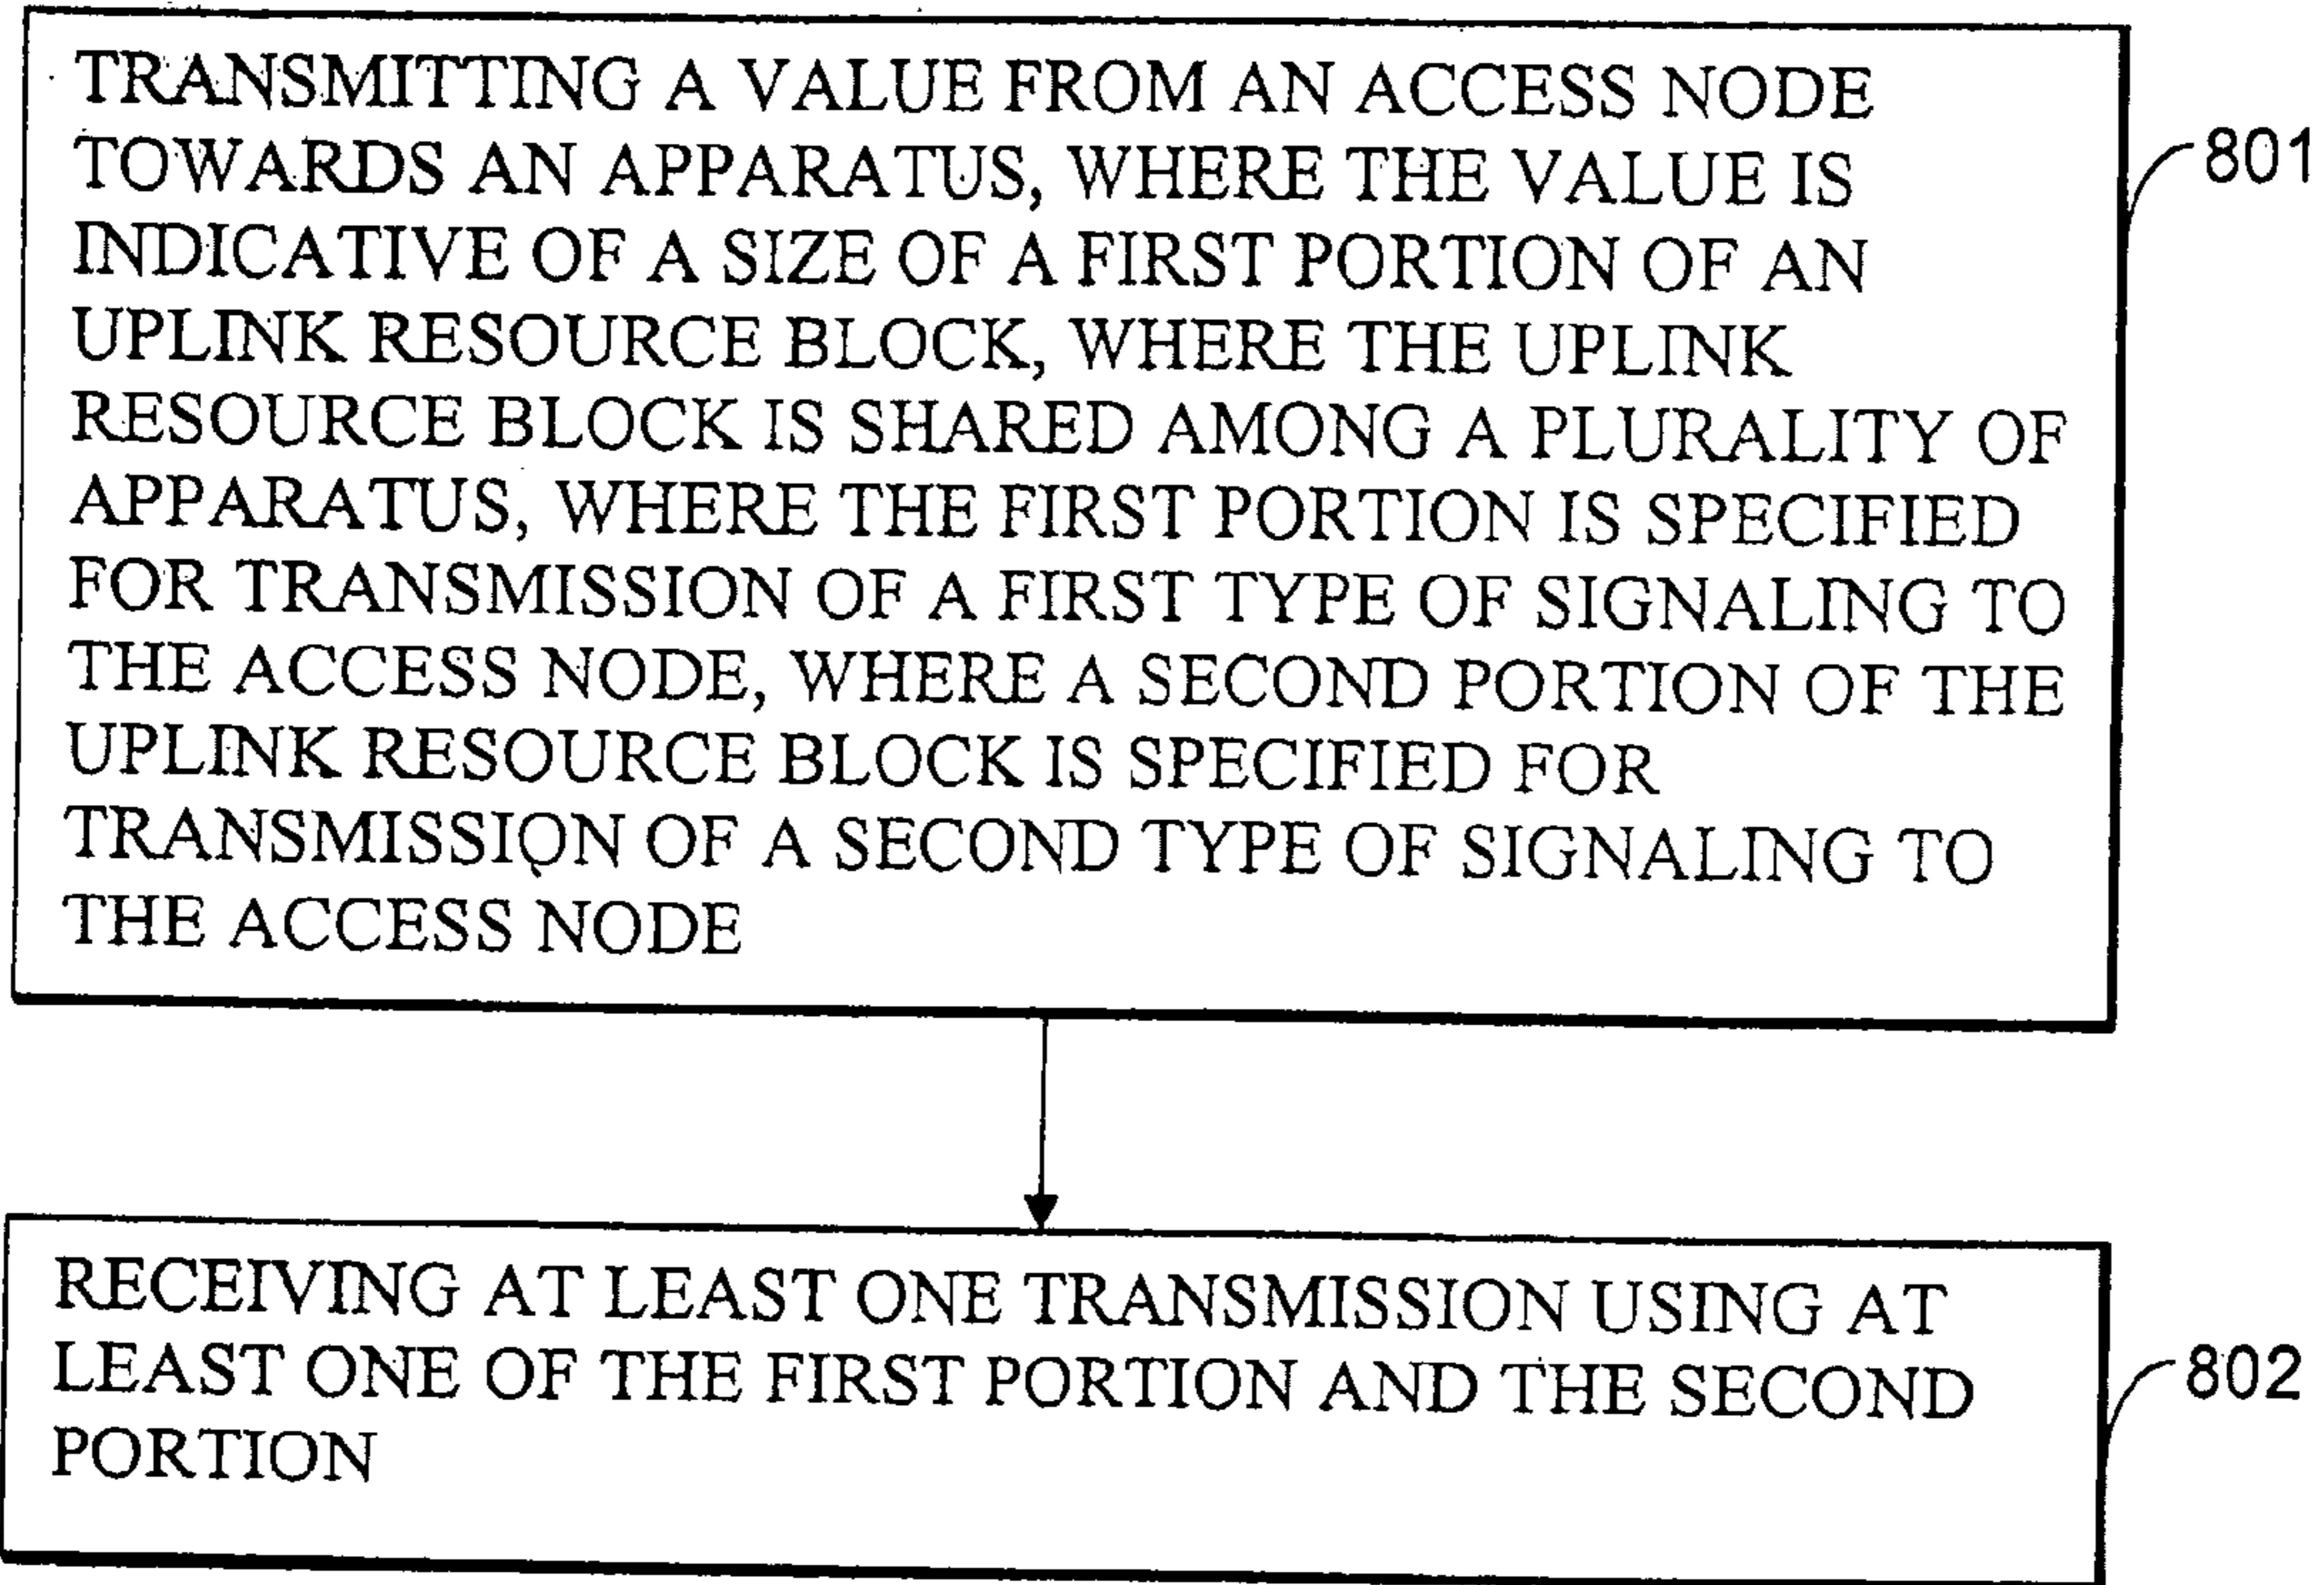 TRANSMITTING A VALUE FROM AN ACCESS NODE
TOWARDS AN APPARATUS, WHERE THE VALUE IS
INDICATIVE OF A SIZE OF A FIRST PORTION OF AN
UPLINK RESOURCE BLOCK, WHERE THE UPLINK
RESOURCE BLOCK IS SHARED AMONG A PLURALITY OF
APPARATUS, WHERE THE FIRST PORTION IS SPECIFIED
FOR TRANSMISSION OF A FIRST TYPE OF SIGNALING TO
THE ACCESS NODE, WHERE A SECOND PORTION OF THE
UPLINK RESOURCE BLOCK IS SPECIFIED FOR
TRANSMISSION OF A SECOND TYPE OF SIGNALING TO
THE ACCESS NODE
801
RECEIVING AT LEAST ONE TRANSMISSION USING AT
LEAST ONE OF THE FIRST PORTION AND THE SECOND
PORTION
802